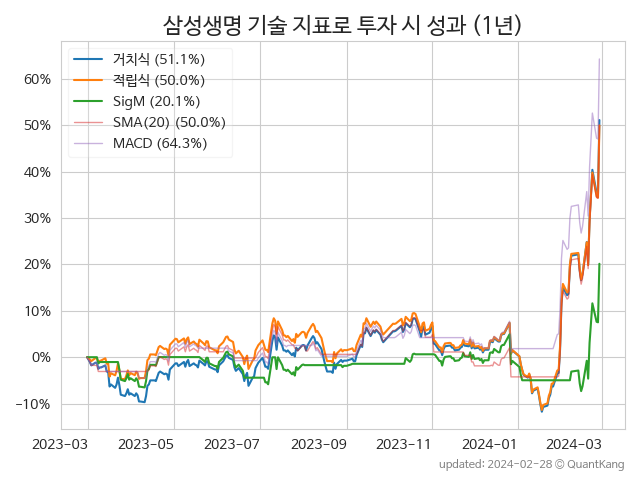 삼성생명 기술 지표로 투자 시 성과 (1년)
거치식 (51.1%)
적립식 (50.0%)
SigM (20.1%)
SMA(20) (50.0%)
MACD (64.3%)
60%
50%
40%
30%
20%
10%
0%
−10%
2023−03 2023−05 2023−07 2023−09 2023−11 2024−01 2024−03
updated: 2024−02−28 ⓒ QuantKang